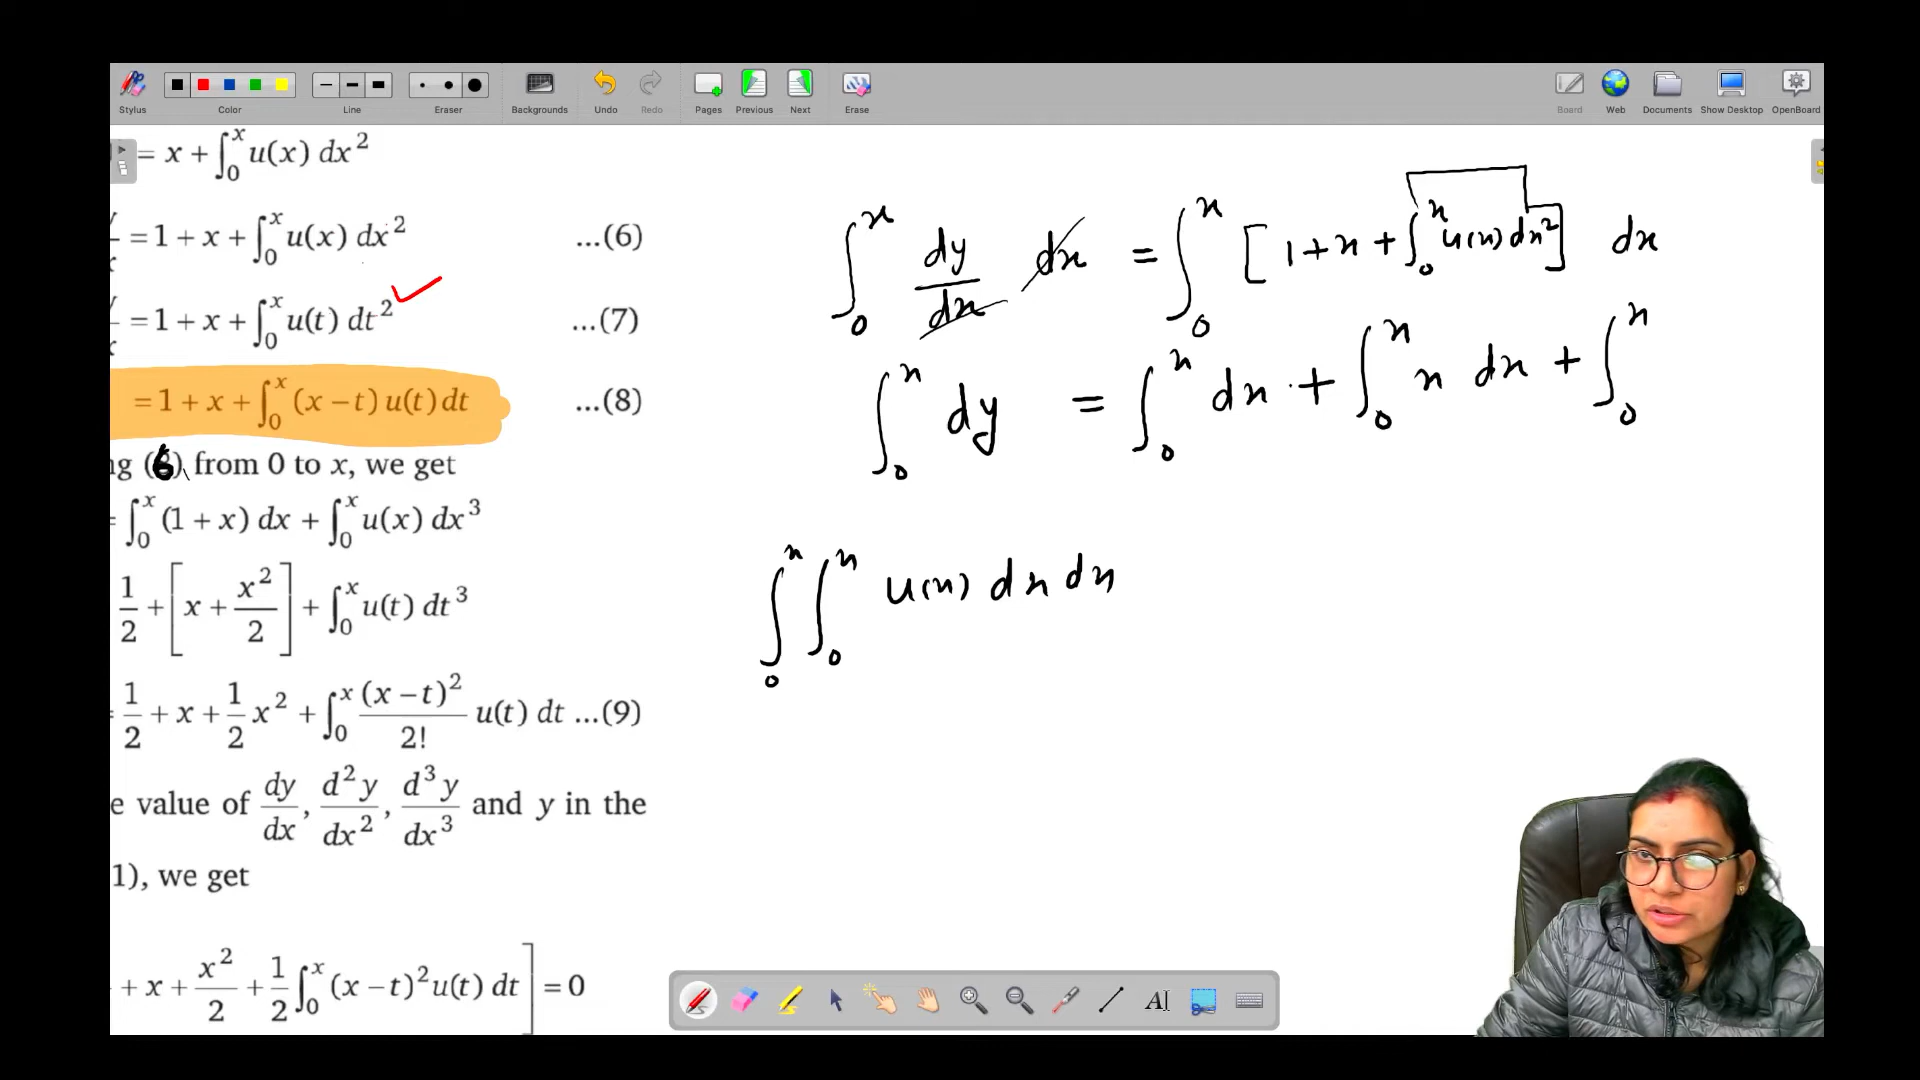 Stylus Color Line Eraser Backgrounds Undo Redo Pages Previous Next Erase Board Web Documents Show Desktop OpenBoard
= x + ∫₀ˣ u(x) dx²
= 1 + x + ∫₀ˣ u(x) dx² ...(6)
= 1 + x + ∫₀ˣ u(t) dt² ...(7)
= 1 + x + ∫₀ˣ (x − t) u(t) dt ...(8)
ng (6) from 0 to x, we get
= ∫₀ˣ (1 + x) dx + ∫₀ˣ u(x) dx³
1/2 + [x + x²/2] + ∫₀ˣ u(t) dt³
1/2 + x + 1/2 x² + ∫₀ˣ (x − t)²/2! u(t) dt ...(9)
e value of dy/dx, d²y/dx², d³y/dx³ and y in the
1), we get
+ x + x²/2 + 1/2 ∫₀ˣ (x − t)² u(t) dt] = 0
∫₀ˣ dy/dx dx = ∫₀ˣ [1 + x + ∫₀ˣ u(x) dx²] dx
∫₀ˣ dy = ∫₀ˣ dx + ∫₀ˣ x dx + ∫₀ˣ
∫₀ˣ ∫₀ˣ u(x) dx dx
AI